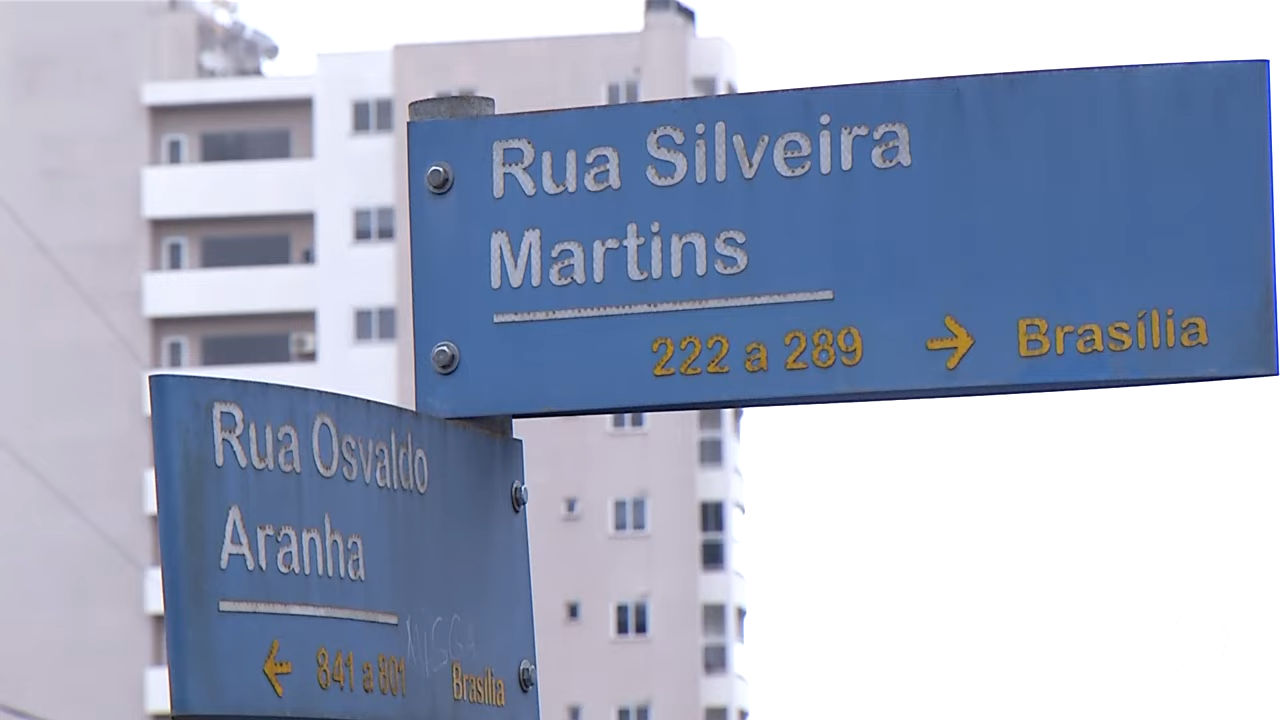 Rua Silveira
Martins
222 a 289 → Brasília
Rua Osvaldo
Aranha
← 841 a 801 Brasília